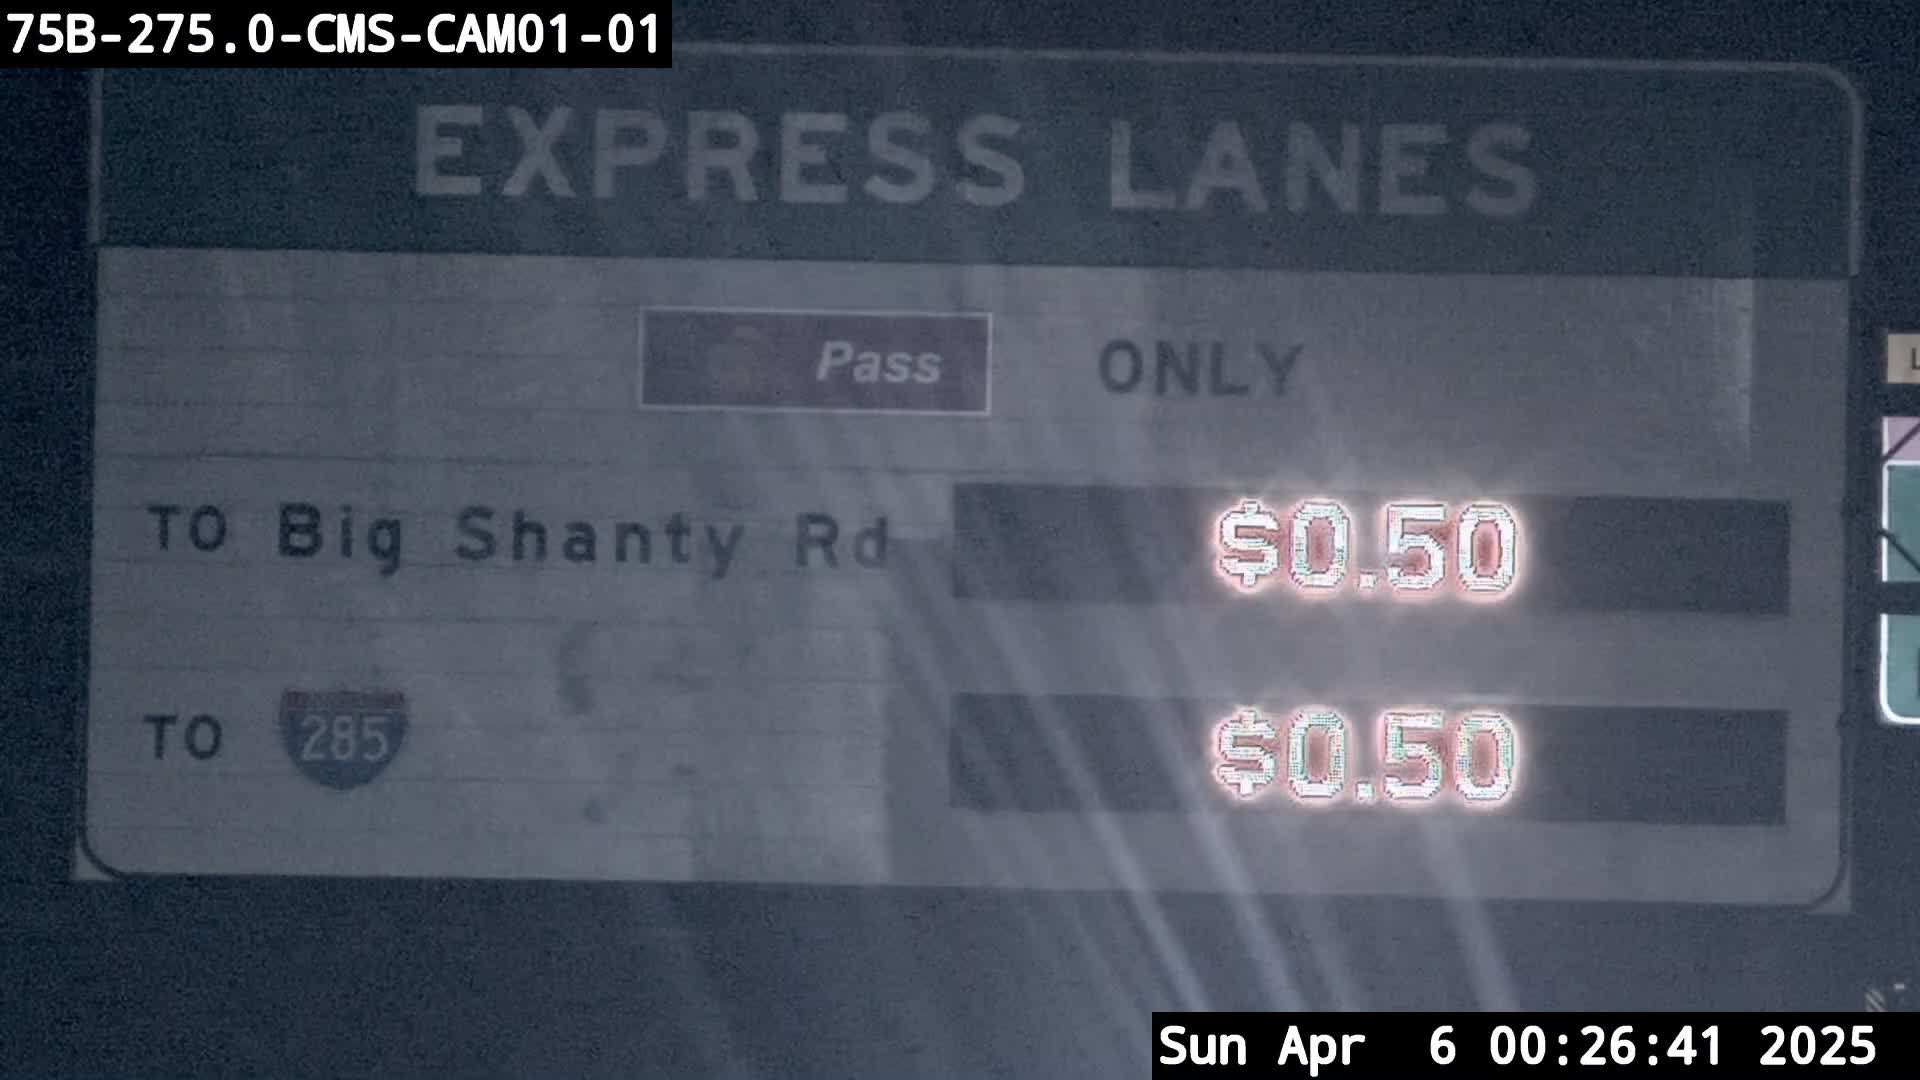 75B-275.0-CMS-CAM01-01
EXPRESS LANES
Pass ONLY
TO Big Shanty Rd $0.50
TO 285 $0.50
Sun Apr 6 00:26:41 2025